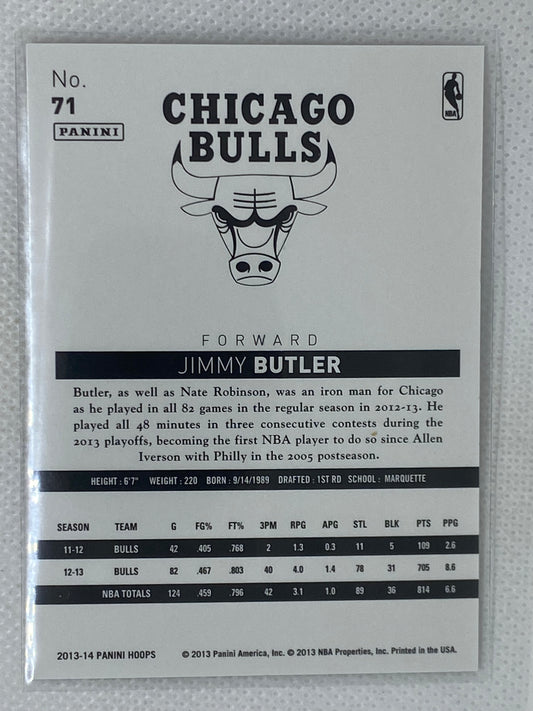 No.
71
PANINI
CHICAGO
BULLS
NBA
FORWARD
JIMMY BUTLER
Butler, as well as Nate Robinson, was an iron man for Chicago
as he played in all 82 games in the regular season in 2012-13. He
played all 48 minutes in three consecutive contests during the
2013 playoffs, becoming the first NBA player to do so since Allen
Iverson with Philly in the 2005 postseason.
HEIGHT : 6'7" WEIGHT : 220 BORN : 9/14/1989 DRAFTED : 1ST RD SCHOOL : MARQUETTE
SEASON TEAM G FG% FT% 3PM RPG APG STL BLK PTS PPG
11-12 BULLS 42 .405 .768 2 1.3 0.3 11 5 109 2.6
12-13 BULLS 82 .467 .803 40 4.0 1.4 78 31 705 8.6
NBA TOTALS 124 .459 .796 42 3.1 1.0 89 36 814 6.6
2013-14 PANINI HOOPS © 2013 Panini America, Inc. © 2013 NBA Properties, Inc. Printed in the USA.